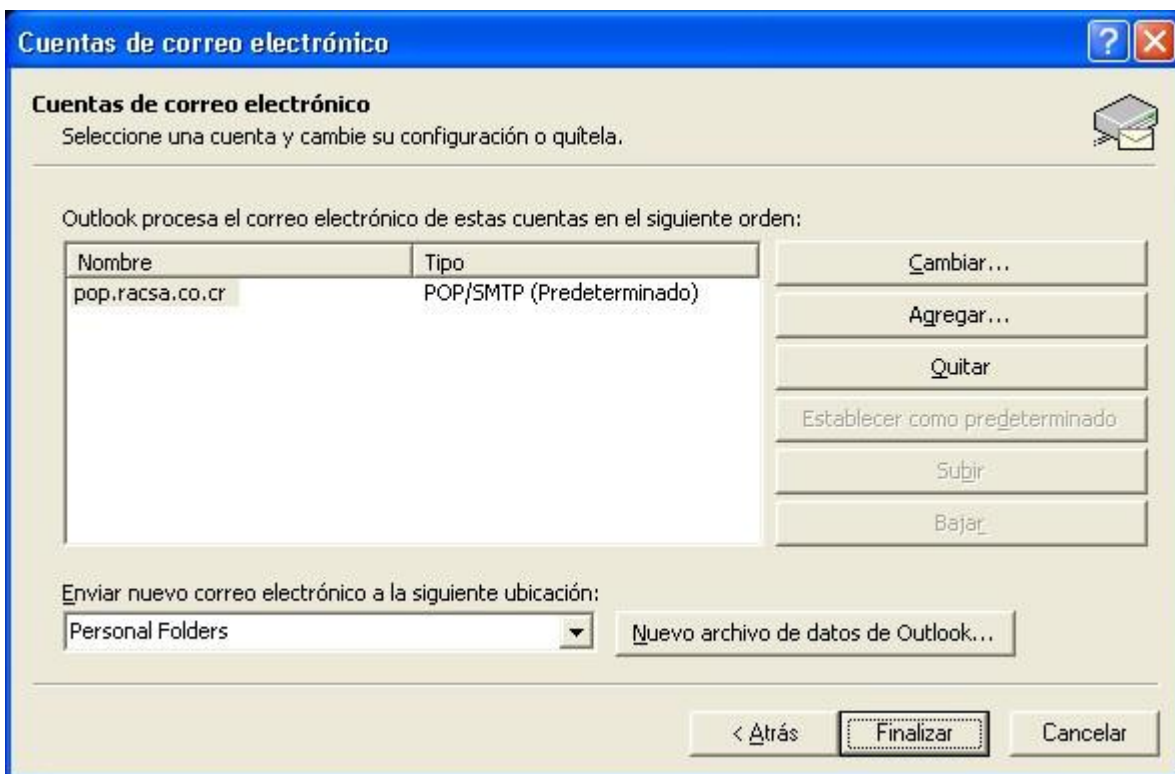 Cuentas de correo electrónico
Cuentas de correo electrónico
Seleccione una cuenta y cambie su configuración o quítela.
Outlook procesa el correo electrónico de estas cuentas en el siguiente orden:
Nombre Tipo
pop.racsa.co.cr POP/SMTP (Predeterminado)
Cambiar...
Agregar...
Quitar
Establecer como predeterminado
Subir
Bajar
Enviar nuevo correo electrónico a la siguiente ubicación:
Personal Folders Nuevo archivo de datos de Outlook...
< Atrás Finalizar Cancelar